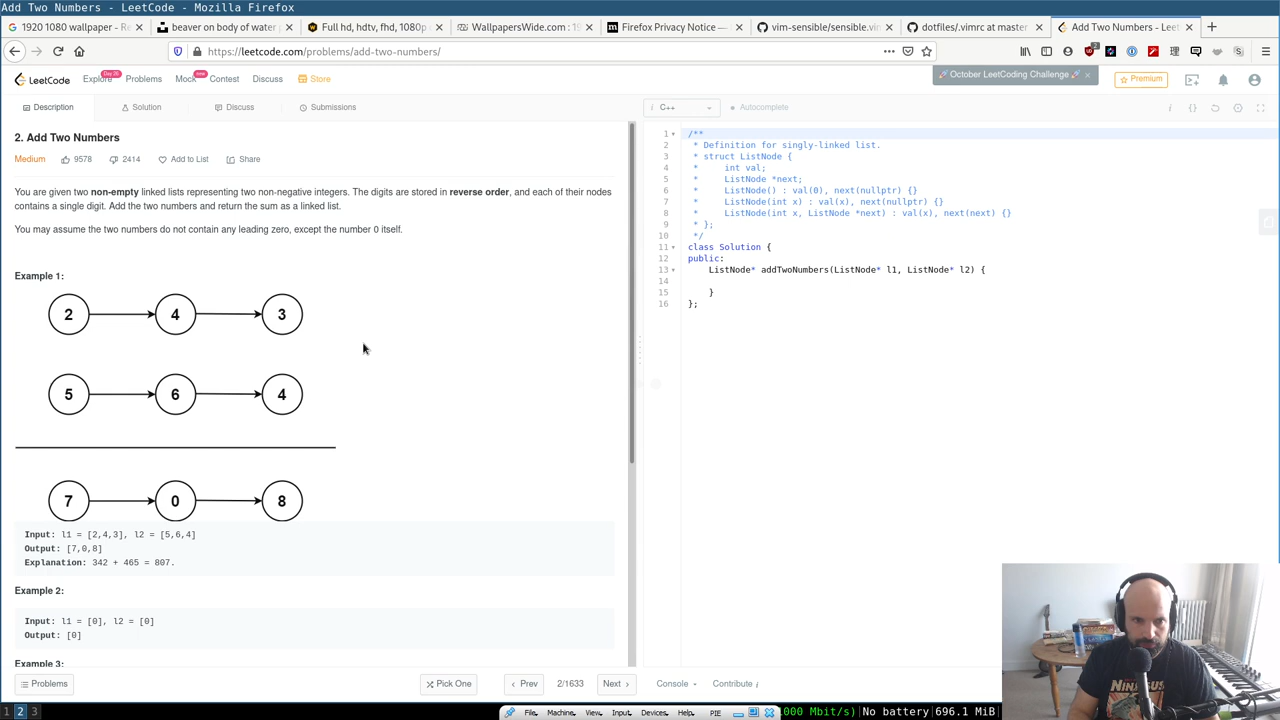 Add Two Numbers - LeetCode - Mozilla Firefox
1920 1080 wallpaper - Re
beaver on body of water
Full hd, hdtv, fhd, 1080p
WallpapersWide.com : 19
Firefox Privacy Notice —
vim-sensible/sensible.vi
dotfiles/.vimrc at master
Add Two Numbers - Leet
https://leetcode.com/problems/add-two-numbers/
LeetCode
Explore
Day 26
Problems
Mock
new
Contest
Discuss
Store
🚀 October LeetCoding Challenge 🚀
Premium
Description
Solution
Discuss
Submissions
C++
Autocomplete
2. Add Two Numbers
Medium
9578
2414
Add to List
Share
You are given two non-empty linked lists representing two non-negative integers. The digits are stored in reverse order, and each of their nodes
contains a single digit. Add the two numbers and return the sum as a linked list.
You may assume the two numbers do not contain any leading zero, except the number 0 itself.
Example 1:
2 4 3
5 6 4
7 0 8
Input: l1 = [2,4,3], l2 = [5,6,4]
Output: [7,0,8]
Explanation: 342 + 465 = 807.
Example 2:
Input: l1 = [0], l2 = [0]
Output: [0]
Example 3:
1 /**
2 * Definition for singly-linked list.
3 * struct ListNode {
4 *     int val;
5 *     ListNode *next;
6 *     ListNode() : val(0), next(nullptr) {}
7 *     ListNode(int x) : val(x), next(nullptr) {}
8 *     ListNode(int x, ListNode *next) : val(x), next(next) {}
9 * };
10 */
11 class Solution {
12 public:
13     ListNode* addTwoNumbers(ListNode* l1, ListNode* l2) {
14
15     }
16 };
Problems
Pick One
Prev
2/1633
Next
Console
Contribute
1 2 3
File Machine View Input Devices Help PIE
1000 Mbit/s)|No battery|696.1 MiB